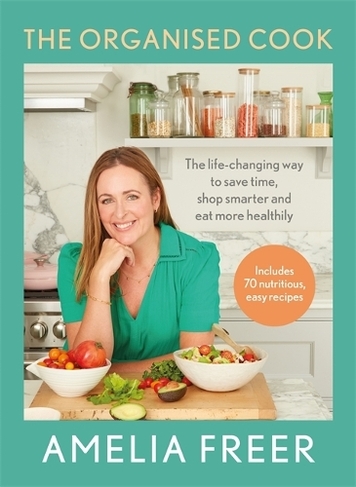 THE ORGANISED COOK
The life-changing way
to save time,
shop smarter and
eat more healthily
Includes
70 nutritious,
easy recipes
AMELIA FREER